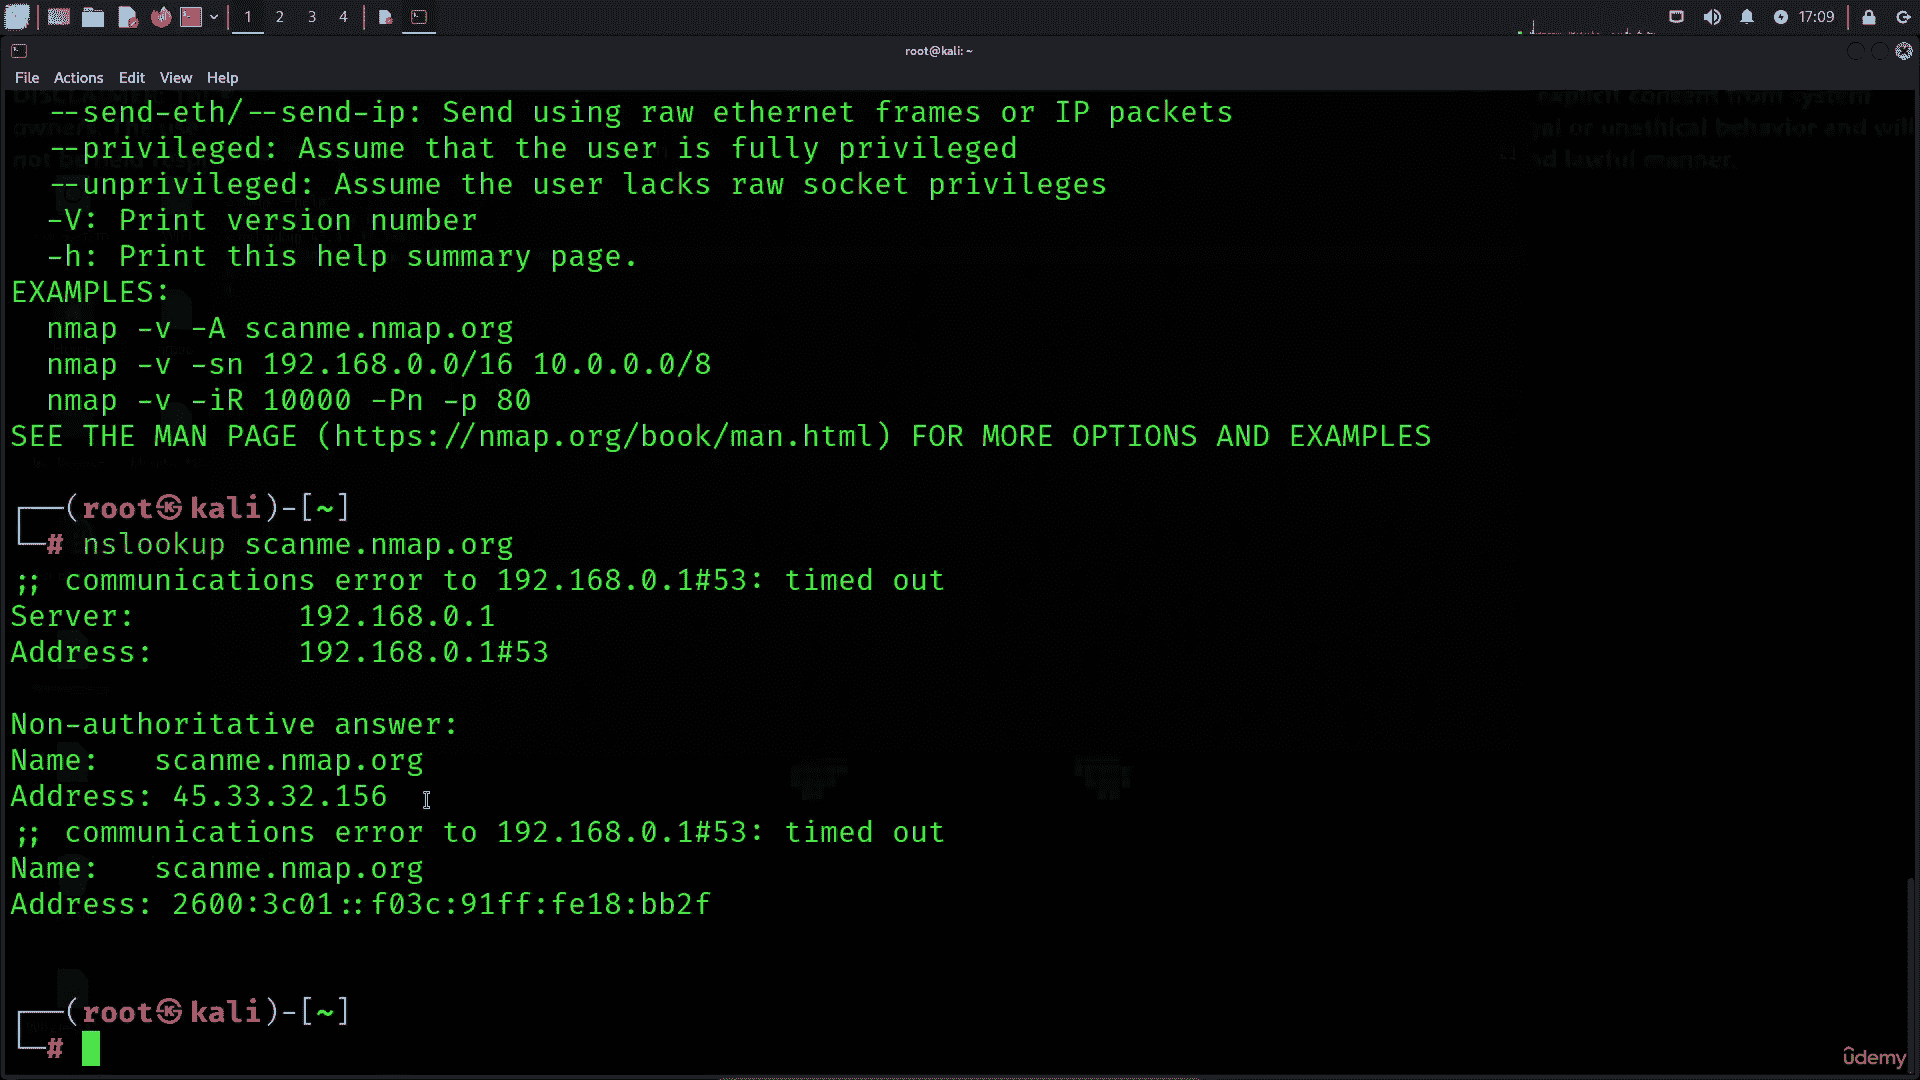 1 2 3 4 17:09
root@kali: ~
File Actions Edit View Help
--send-eth/--send-ip: Send using raw ethernet frames or IP packets
--privileged: Assume that the user is fully privileged
--unprivileged: Assume the user lacks raw socket privileges
-V: Print version number
-h: Print this help summary page.
EXAMPLES:
nmap -v -A scanme.nmap.org
nmap -v -sn 192.168.0.0/16 10.0.0.0/8
nmap -v -iR 10000 -Pn -p 80
SEE THE MAN PAGE (https://nmap.org/book/man.html) FOR MORE OPTIONS AND EXAMPLES
┌──(root㉿kali)-[~]
└─# nslookup scanme.nmap.org
;; communications error to 192.168.0.1#53: timed out
Server: 192.168.0.1
Address: 192.168.0.1#53
Non-authoritative answer:
Name: scanme.nmap.org
Address: 45.33.32.156
;; communications error to 192.168.0.1#53: timed out
Name: scanme.nmap.org
Address: 2600:3c01::f03c:91ff:fe18:bb2f
┌──(root㉿kali)-[~]
└─#
ûdemy